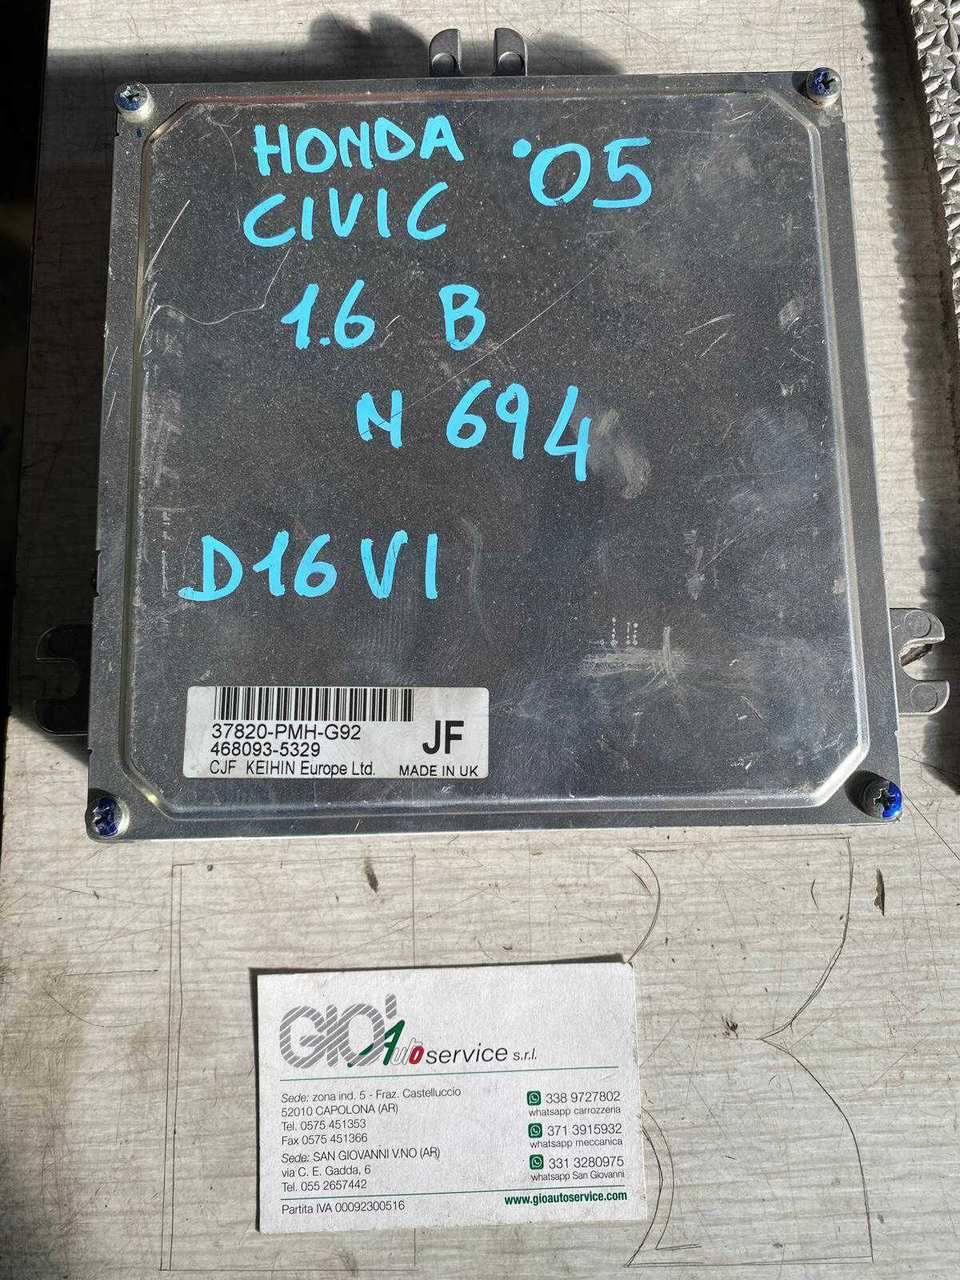 HONDA '05
CIVIC
1.6 B
N 694
D16V1
37820-PMH-G92
468093-5329
JF
CJF KEIHIN Europe Ltd. MADE IN UK
GIO' Auto service s.r.l.
Sede: zona ind. 5 - Fraz. Castelluccio
52010 CAPOLONA (AR)
Tel. 0575 451353
Fax 0575 451366
Sede: SAN GIOVANNI V.NO (AR)
via C. E. Gadda, 6
Tel. 055 2657442
Partita IVA 00092300516
338 9727802
whatsapp carrozzeria
371 3915932
whatsapp meccanica
331 3280975
whatsapp San Giovanni
www.gioautoservice.com